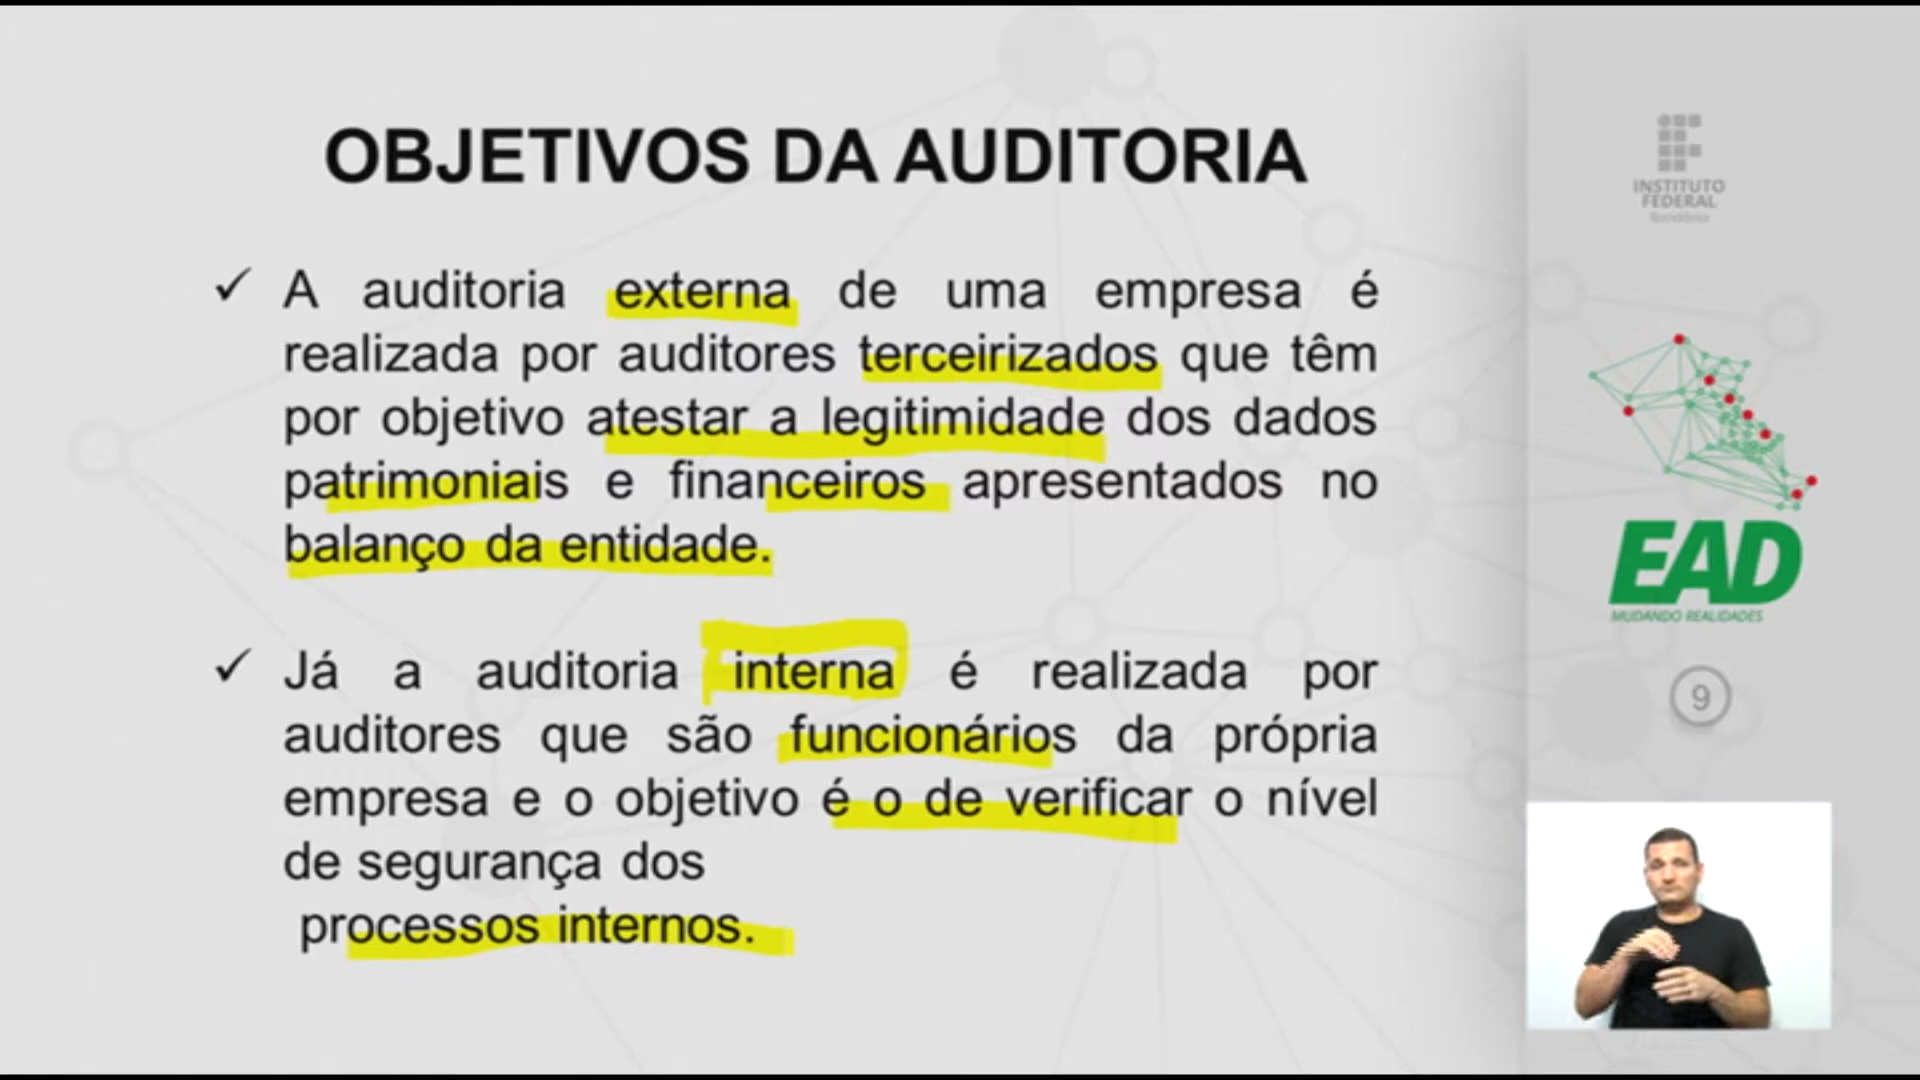 OBJETIVOS DA AUDITORIA
✓ A auditoria externa de uma empresa é
realizada por auditores terceirizados que têm
por objetivo atestar a legitimidade dos dados
patrimoniais e financeiros apresentados no
balanço da entidade.
✓ Já a auditoria interna é realizada por
auditores que são funcionários da própria
empresa e o objetivo é o de verificar o nível
de segurança dos
processos internos.
INSTITUTO
FEDERAL
Rondônia
EAD
MUDANDO REALIDADES
9